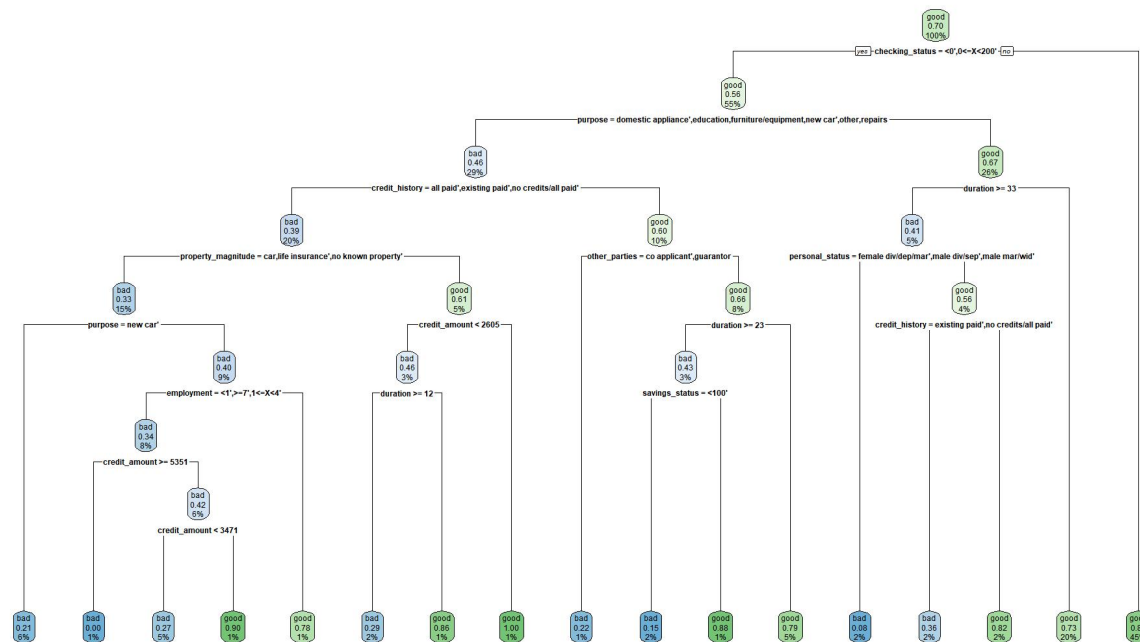 good
0.70
100%
yes checking_status = <0',0<=X<200' no
good
0.56
55%
purpose = domestic appliance',education,furniture/equipment,new car',other,repairs
bad
0.46
29%
good
0.67
26%
credit_history = all paid',existing paid',no credits/all paid'
duration >= 33
bad
0.39
20%
good
0.60
10%
bad
0.41
5%
property_magnitude = car,life insurance',no known property'
other_parties = co applicant',guarantor
personal_status = female div/dep/mar',male div/sep',male mar/wid'
bad
0.33
15%
good
0.61
5%
good
0.66
8%
good
0.56
4%
purpose = new car'
credit_amount < 2605
duration >= 23
credit_history = existing paid',no credits/all paid'
bad
0.40
9%
bad
0.46
3%
bad
0.43
3%
employment = <1',>=7',1<=X<4'
duration >= 12
savings_status = <100'
bad
0.34
8%
credit_amount >= 5351
bad
0.42
6%
credit_amount < 3471
bad
0.21
6%
bad
0.00
1%
bad
0.27
5%
good
0.90
1%
good
0.78
1%
bad
0.29
2%
good
0.86
1%
good
1.00
1%
bad
0.22
1%
bad
0.15
2%
good
0.88
1%
good
0.79
5%
bad
0.08
2%
bad
0.36
2%
good
0.82
2%
good
0.73
20%